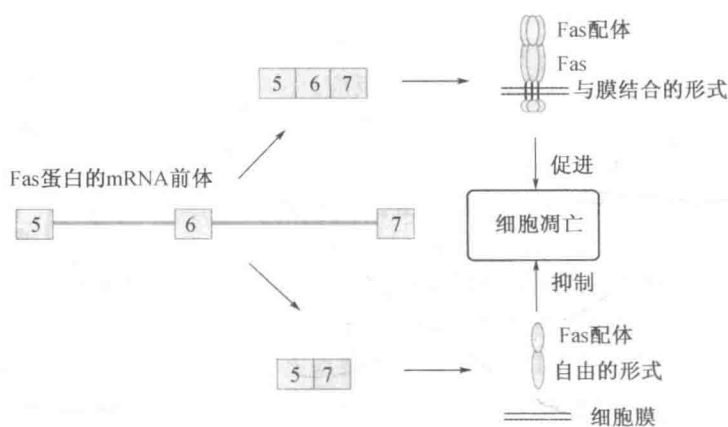 Fas配体
Fas
5 6 7
与膜结合的形式
促进
Fas蛋白的mRNA前体
5 6 7
细胞凋亡
抑制
Fas配体
5 7
自由的形式
细胞膜